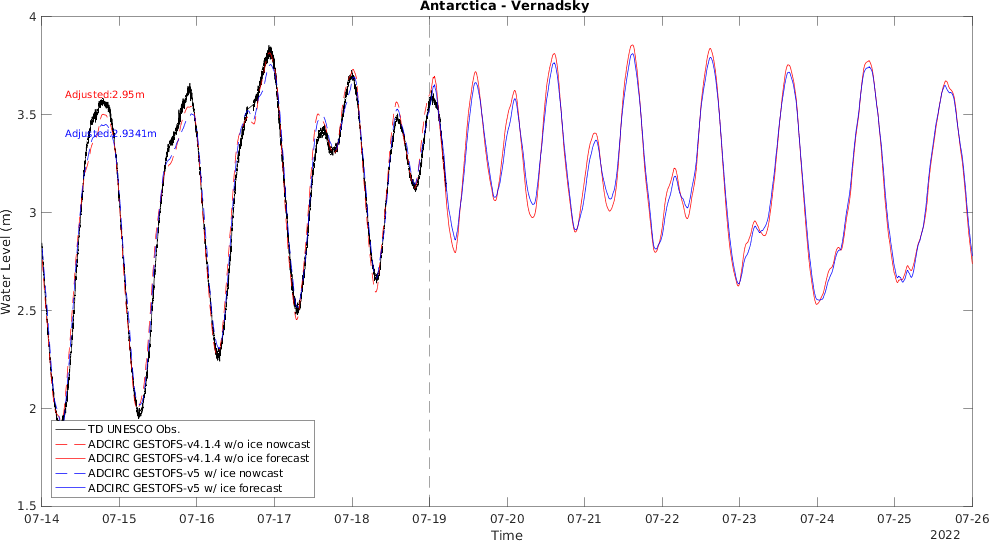 Antarctica - Vernadsky
4
3.5
3
2.5
2
1.5
Water Level (m)
Adjusted:2.95m
Adjusted:2.9341m
TD UNESCO Obs.
ADCIRC GESTOFS-v4.1.4 w/o ice nowcast
ADCIRC GESTOFS-v4.1.4 w/o ice forecast
ADCIRC GESTOFS-v5 w/ ice nowcast
ADCIRC GESTOFS-v5 w/ ice forecast
07-14 07-15 07-16 07-17 07-18 07-19 07-20 07-21 07-22 07-23 07-24 07-25 07-26
Time
2022